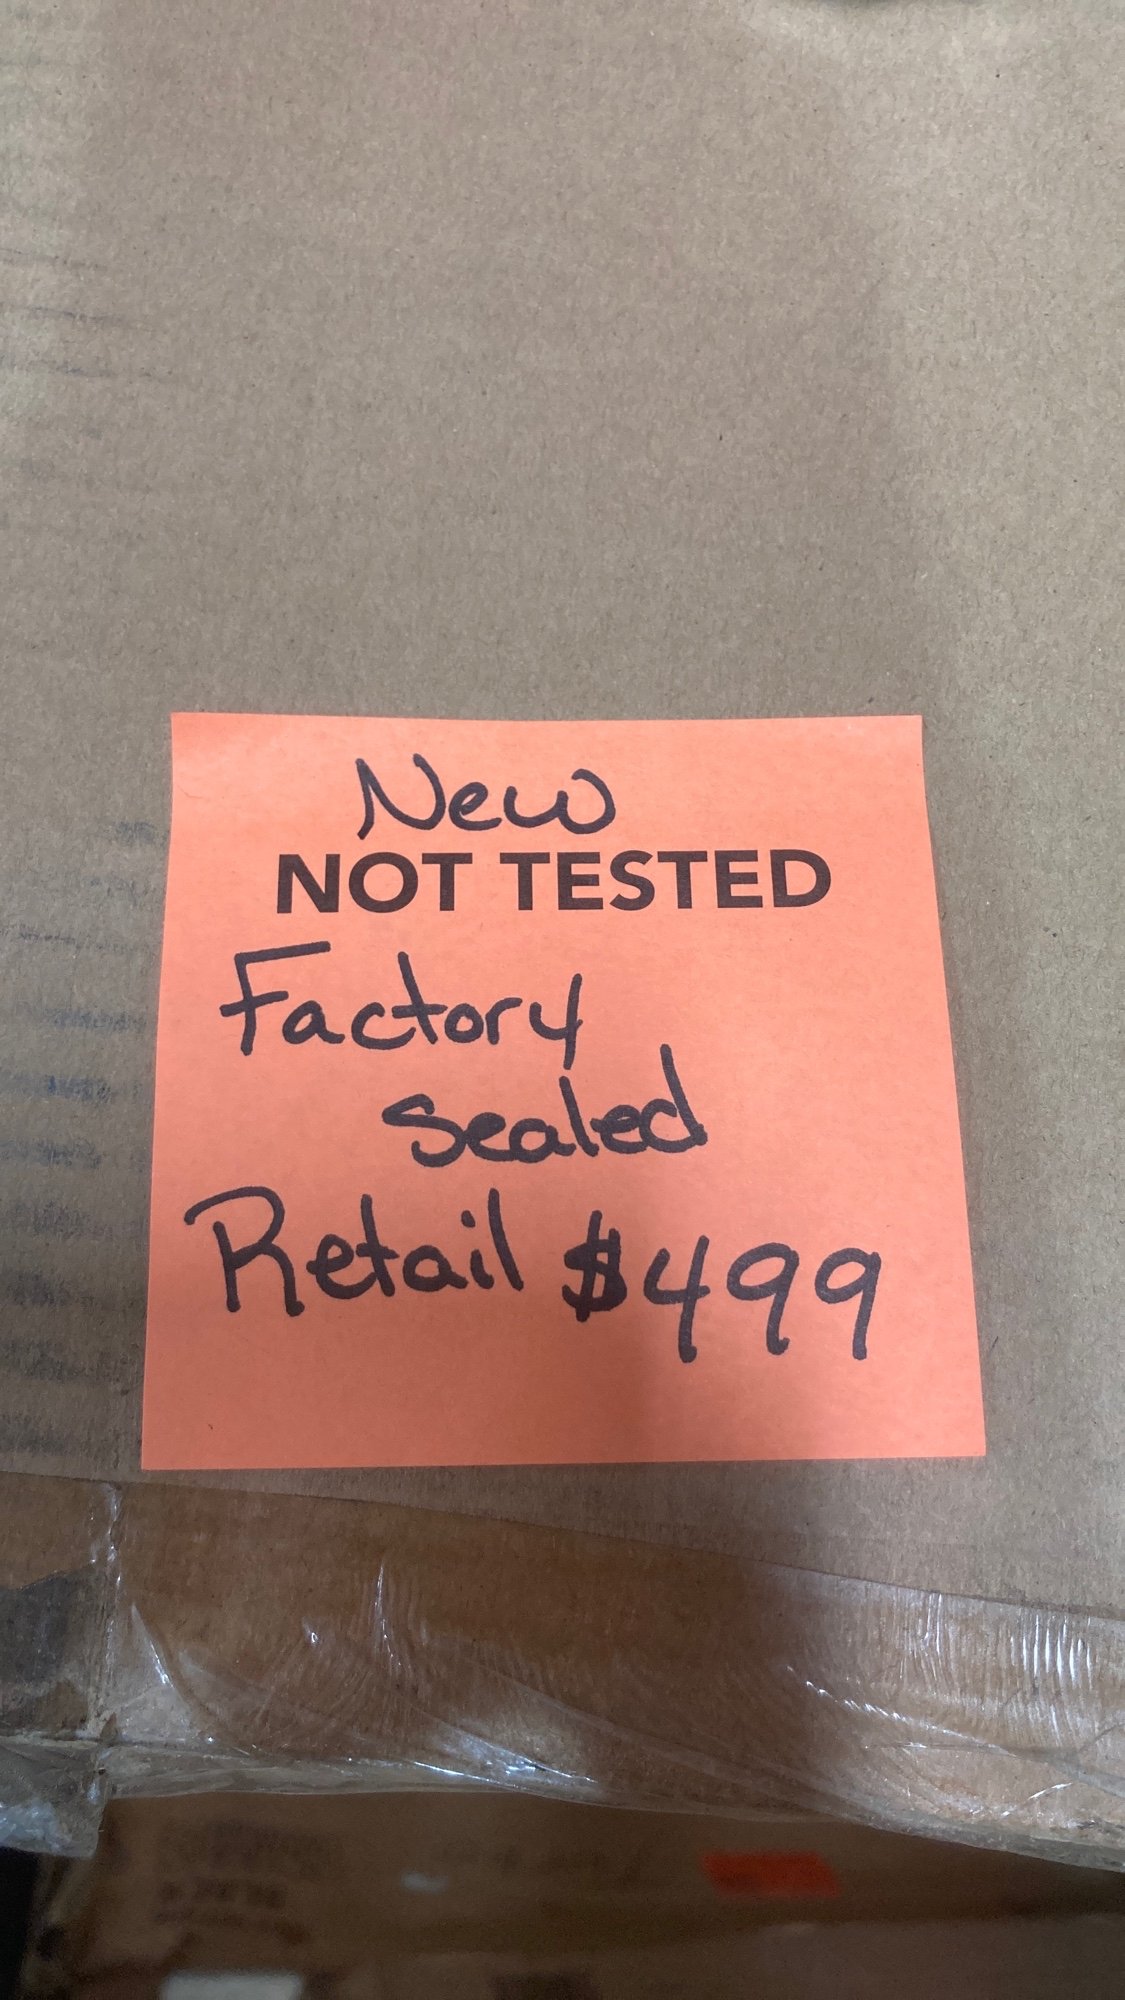 New
NOT TESTED
Factory
sealed
Retail $499